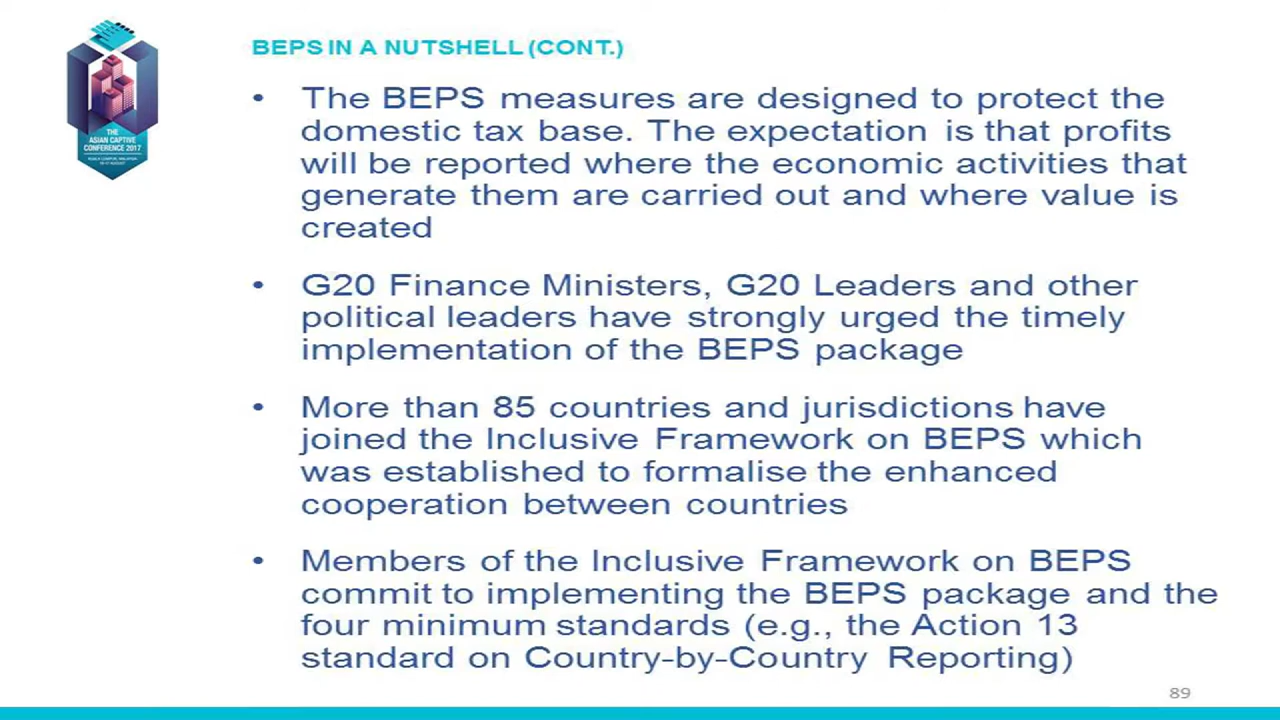 BEPS IN A NUTSHELL (CONT.)
THE
ASIAN CAPTIVE
CONFERENCE 2017
• The BEPS measures are designed to protect the
domestic tax base. The expectation is that profits
will be reported where the economic activities that
generate them are carried out and where value is
created
• G20 Finance Ministers, G20 Leaders and other
political leaders have strongly urged the timely
implementation of the BEPS package
• More than 85 countries and jurisdictions have
joined the Inclusive Framework on BEPS which
was established to formalise the enhanced
cooperation between countries
• Members of the Inclusive Framework on BEPS
commit to implementing the BEPS package and the
four minimum standards (e.g., the Action 13
standard on Country-by-Country Reporting)
89